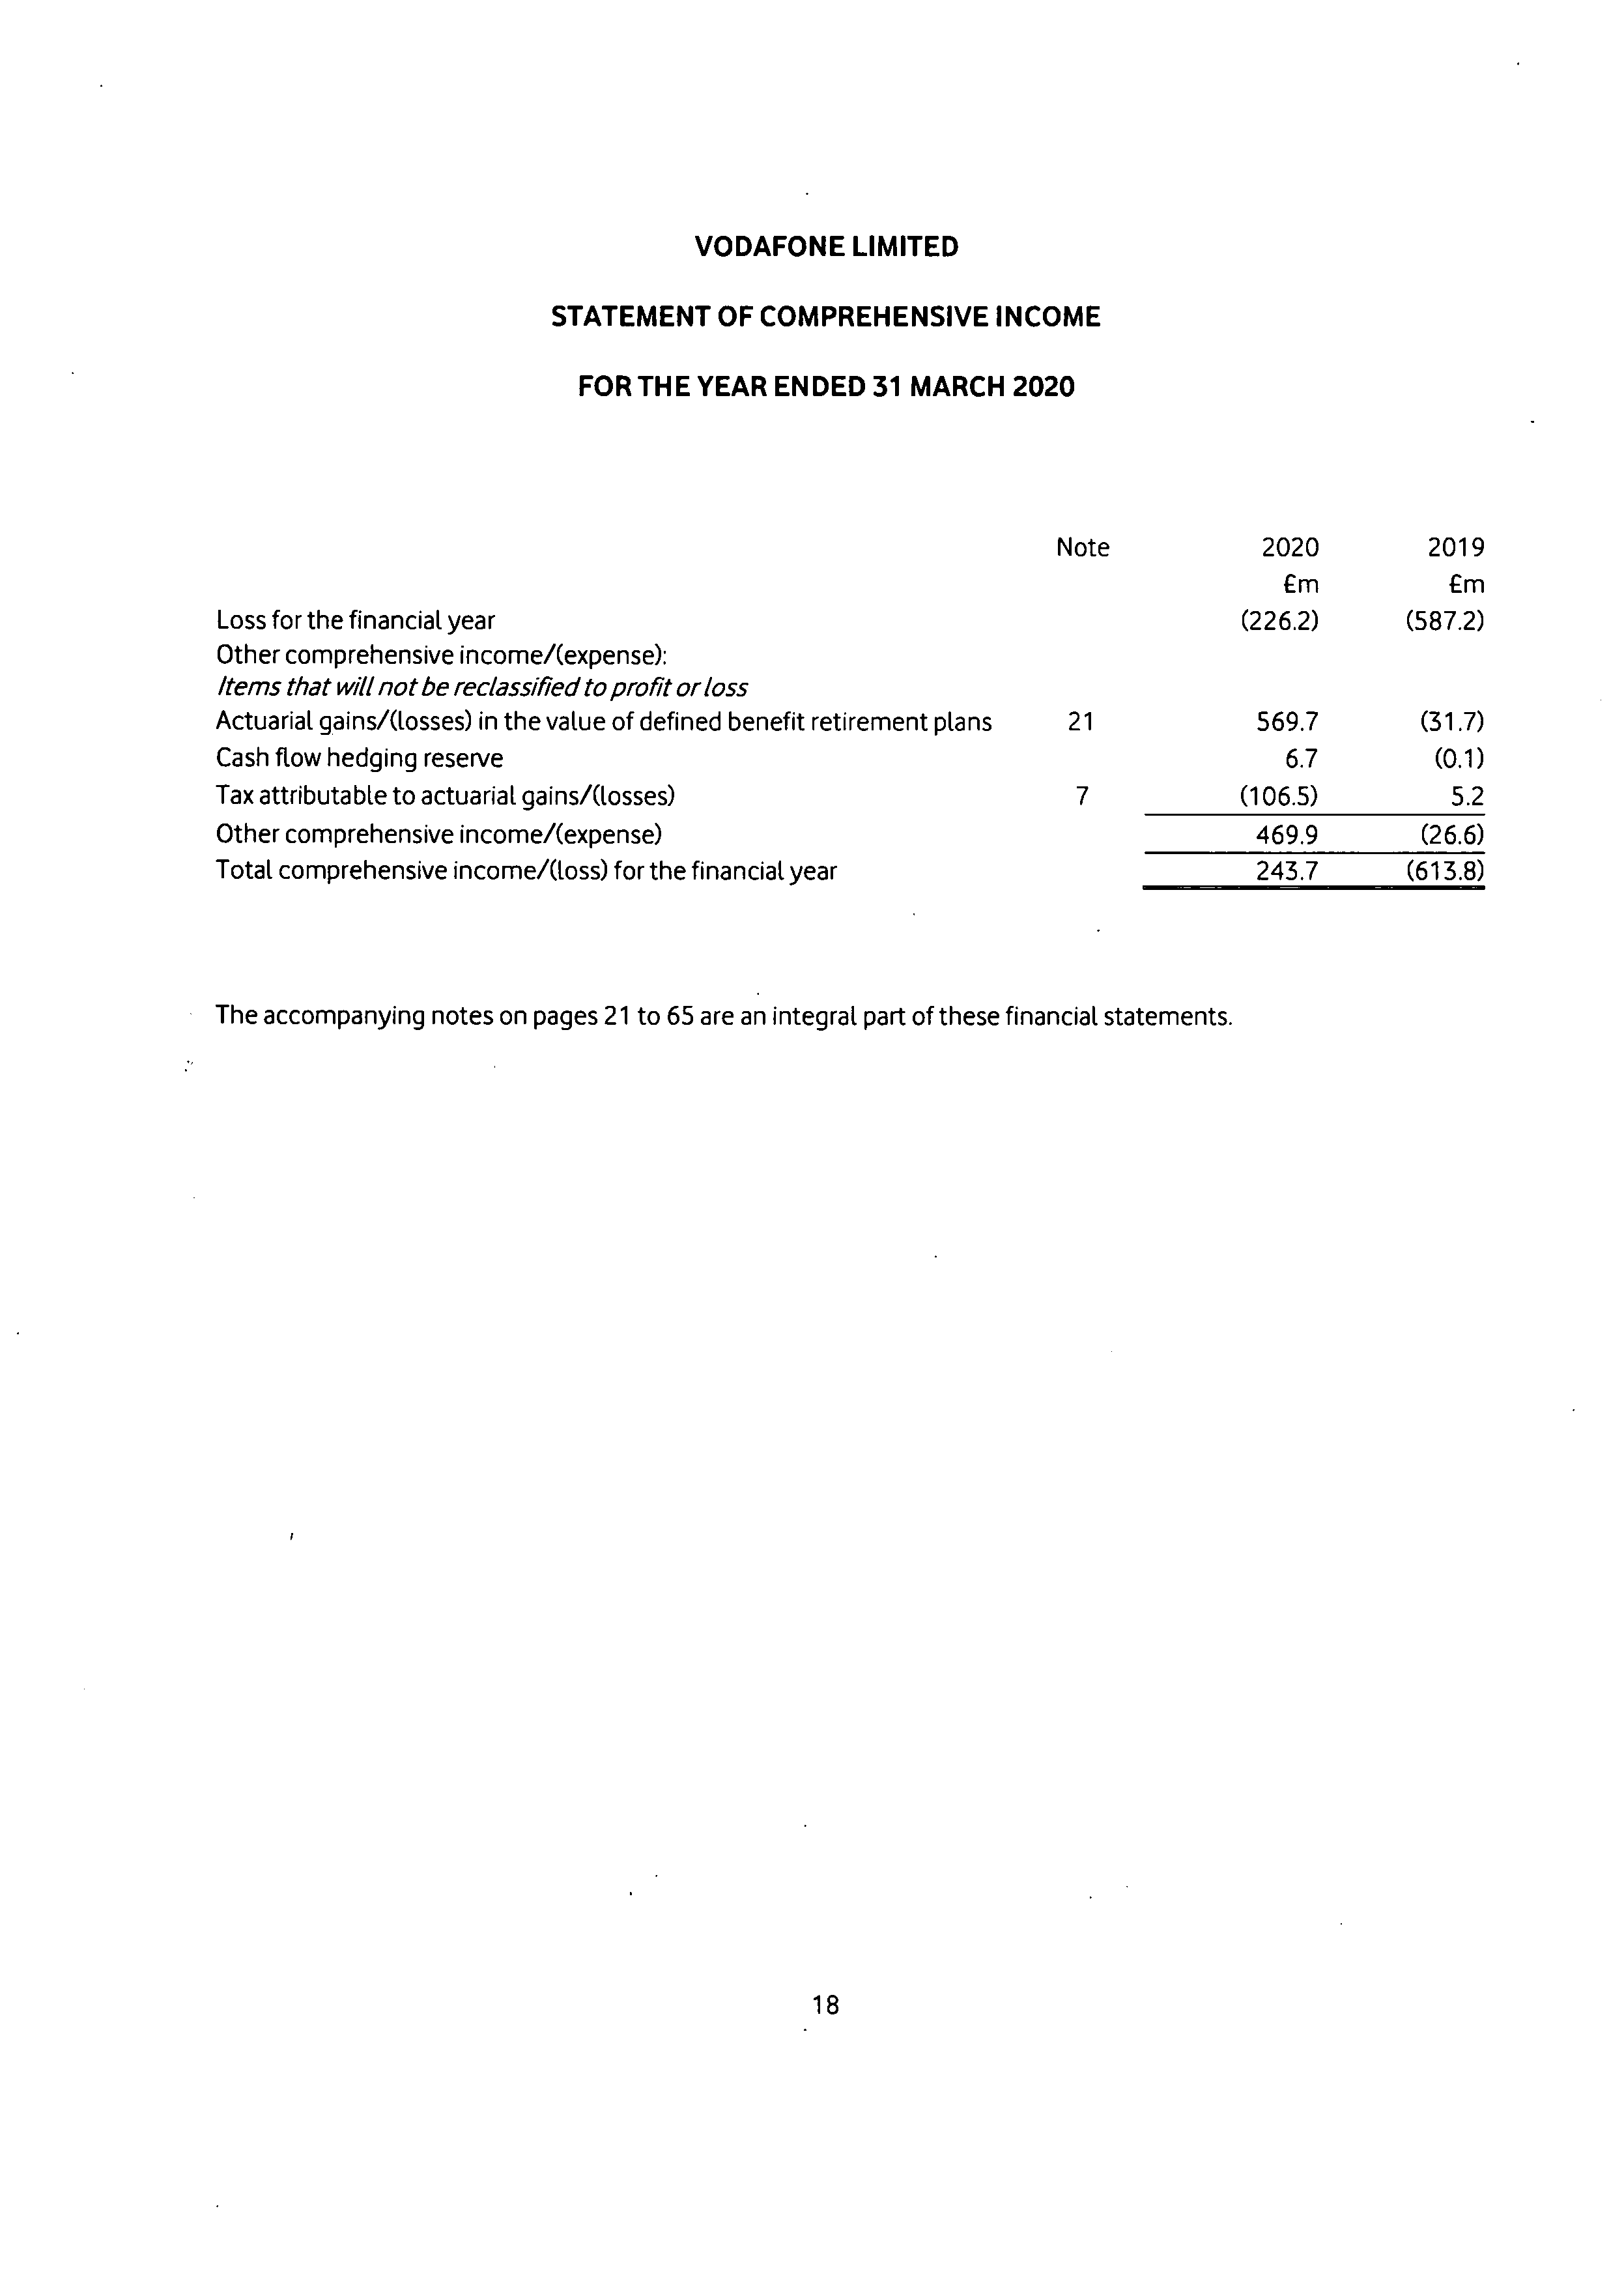 VODAFONE LIMITED
STATEMENT OF COMPREHENSIVE INCOME
FOR THE YEAR ENDED 31 MARCH 2020
Note 2020 2019
£m £m
Loss for the financial year (226.2) (587.2)
Other comprehensive income/(expense):
Items that will not be reclassified to profit or loss
Actuarial gains/(losses) in the value of defined benefit retirement plans 21 569.7 (31.7)
Cash flow hedging reserve 6.7 (0.1)
Tax attributable to actuarial gains/(losses) 7 (106.5) 5.2
Other comprehensive income/(expense) 469.9 (26.6)
Total comprehensive income/(loss) for the financial year 243.7 (613.8)
The accompanying notes on pages 21 to 65 are an integral part of these financial statements.
18